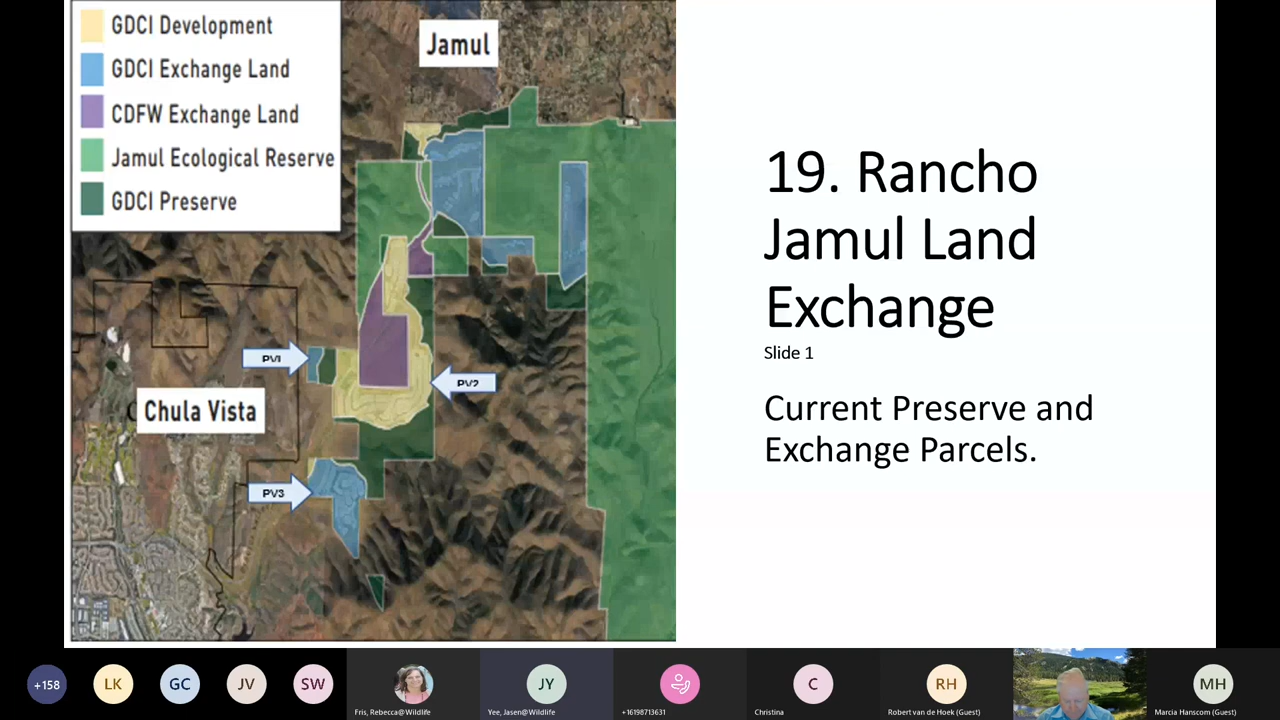 GDCI Development
GDCI Exchange Land
CDFW Exchange Land
Jamul Ecological Reserve
GDCI Preserve
Jamul
PV1
PV2
Chula Vista
PV3
19. Rancho
Jamul Land
Exchange
Slide 1
Current Preserve and
Exchange Parcels.
+158
LK
GC
JV
SW
Fris, Rebecca@Wildlife
JY
Yee, Jasen@Wildlife
+16198713631
C
Christina
RH
Robert van de Hoek (Guest)
MH
Marcia Hanscom (Guest)